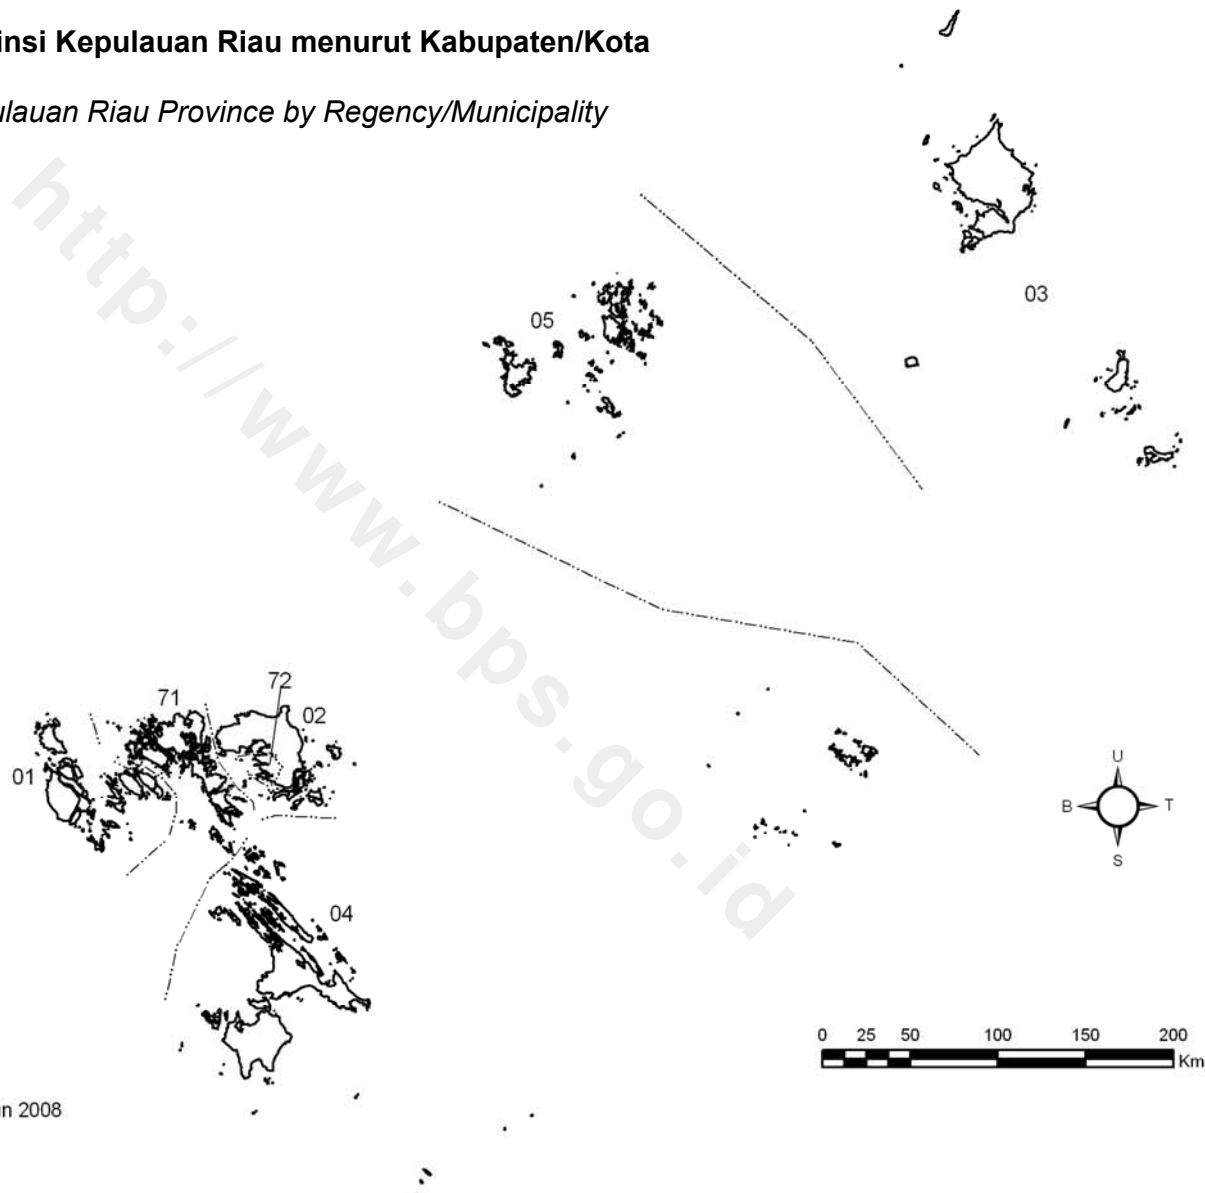 insi Kepulauan Riau menurut Kabupaten/Kota
ulauan Riau Province by Regency/Municipality
http://www.bps.go.id
03
05
72
71
02
01
U
B T
S
04
0 25 50 100 150 200
Km
un 2008